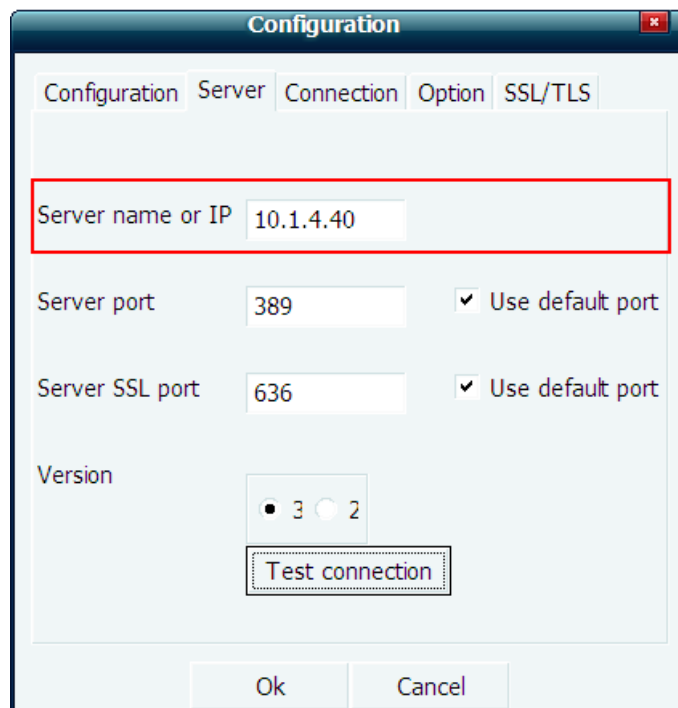 Configuration
Configuration Server Connection Option SSL/TLS
Server name or IP 10.1.4.40
Server port 389 Use default port
Server SSL port 636 Use default port
Version
3 2
Test connection
Ok Cancel